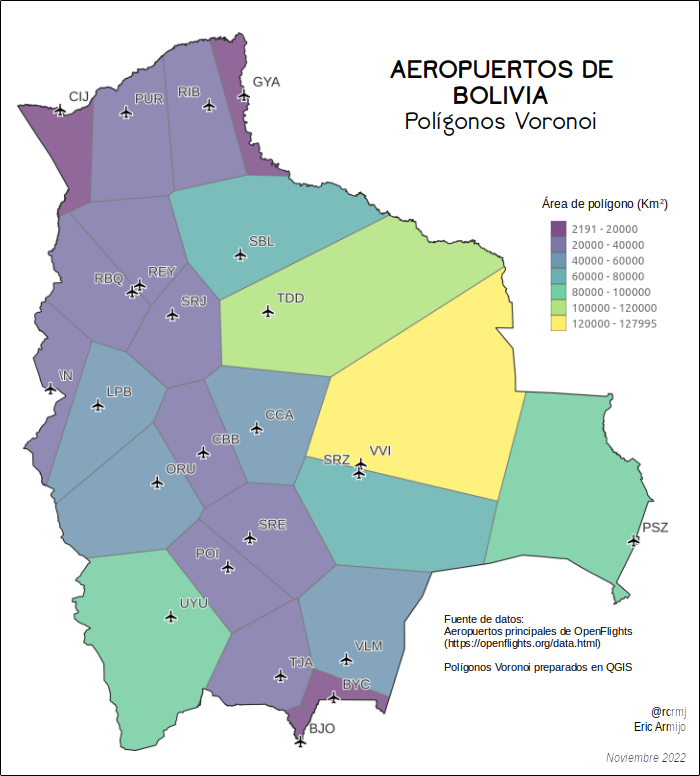 AEROPUERTOS DE
BOLIVIA
Polígonos Voronoi
Área de polígono (Km²)
2191 - 20000
20000 - 40000
40000 - 60000
60000 - 80000
80000 - 100000
100000 - 120000
120000 - 127995
CIJ
PUR
RIB
GYA
SBL
RBQ
REY
SRJ
TDD
\N
LPB
CCA
CBB
ORU
SRZ
VVI
SRE
PSZ
POI
UYU
VLM
TJA
BYC
BJO
Fuente de datos:
Aeropuertos principales de OpenFlights
(https://openflights.org/data.html)
Polígonos Voronoi preparados en QGIS
@rcrmj
Eric Armijo
Noviembre 2022